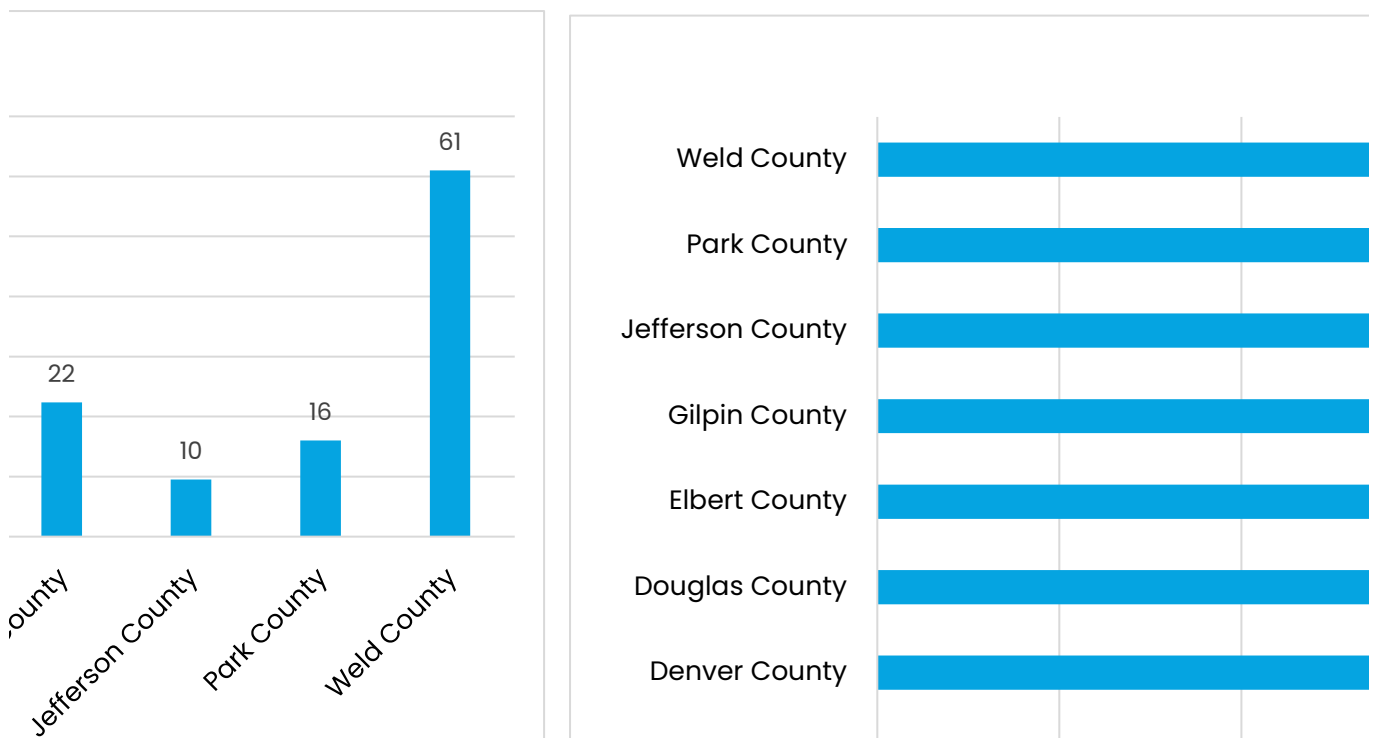 61
22
16
10
County
Jefferson County
Park County
Weld County
Weld County
Park County
Jefferson County
Gilpin County
Elbert County
Douglas County
Denver County